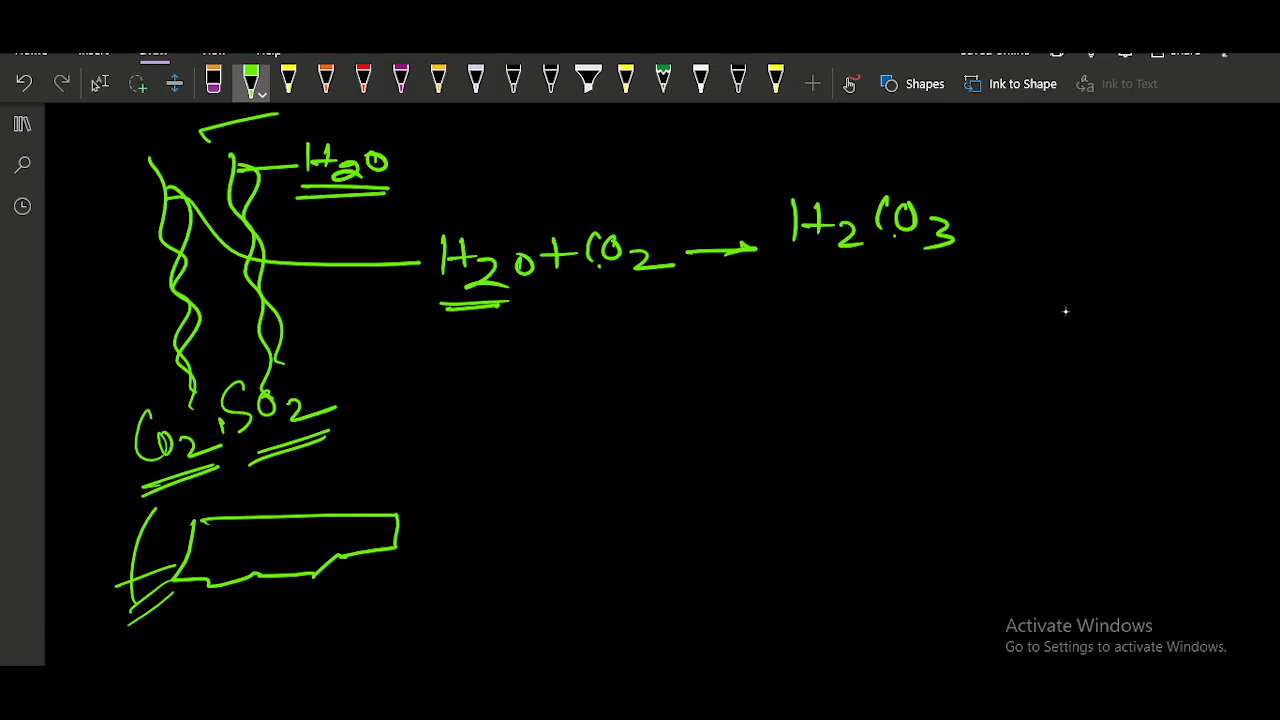 Shapes
Ink to Shape
Ink to Text
H2O
H2O+CO2 → H2CO3
CO2, SO2
Activate Windows
Go to Settings to activate Windows.